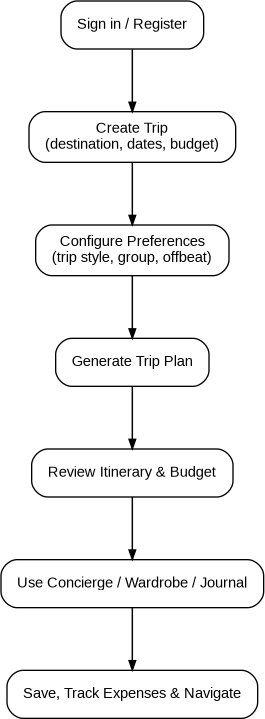 Sign in / Register
Create Trip
(destination, dates, budget)
Configure Preferences
(trip style, group, offbeat)
Generate Trip Plan
Review Itinerary & Budget
Use Concierge / Wardrobe / Journal
Save, Track Expenses & Navigate